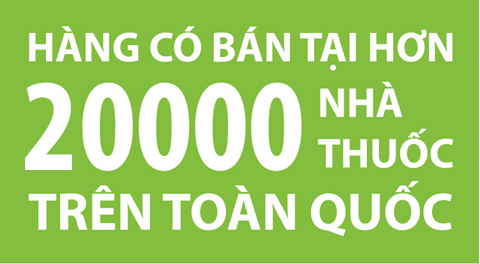 HÀNG CÓ BÁN TẠI HƠN
20000 NHÀ
THUỐC
TRÊN TOÀN QUỐC